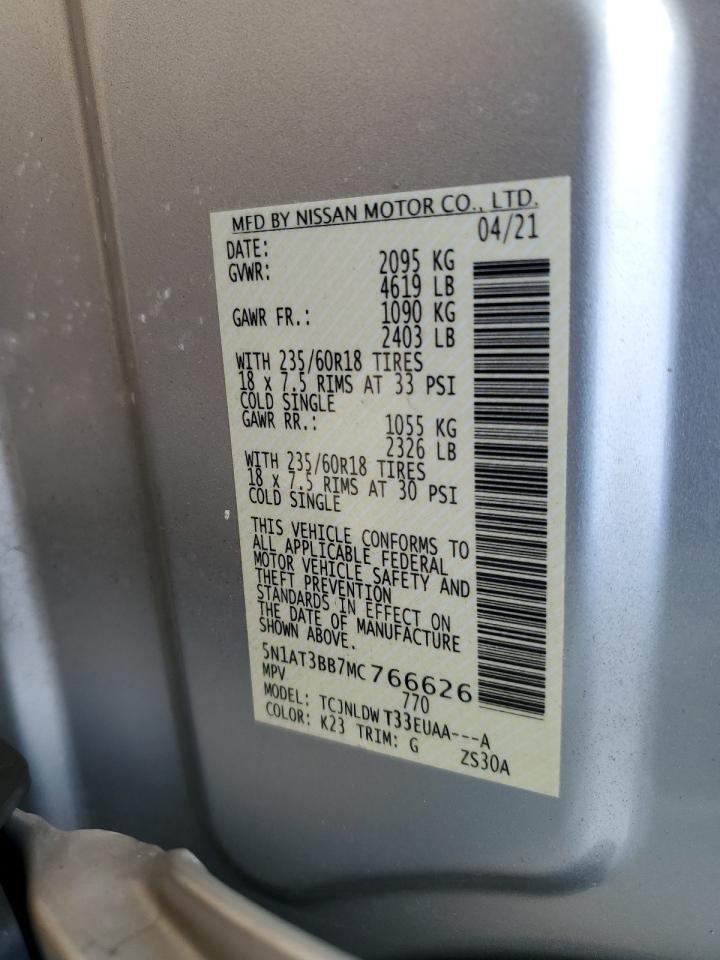 MFD BY NISSAN MOTOR CO., LTD.
DATE: 04/21
GVWR: 2095 KG
4619 LB
GAWR FR.: 1090 KG
2403 LB
WITH 235/60R18 TIRES
18 x 7.5 RIMS AT 33 PSI
COLD SINGLE
GAWR RR.: 1055 KG
2326 LB
WITH 235/60R18 TIRES
18 x 7.5 RIMS AT 30 PSI
COLD SINGLE
THIS VEHICLE CONFORMS TO
ALL APPLICABLE FEDERAL
MOTOR VEHICLE SAFETY AND
THEFT PREVENTION
STANDARDS IN EFFECT ON
THE DATE OF MANUFACTURE
SHOWN ABOVE.
5N1AT3BB7MC766626
MPV 770
MODEL: TCJNLDW T33EUAA---A
COLOR: K23 TRIM: G ZS30A